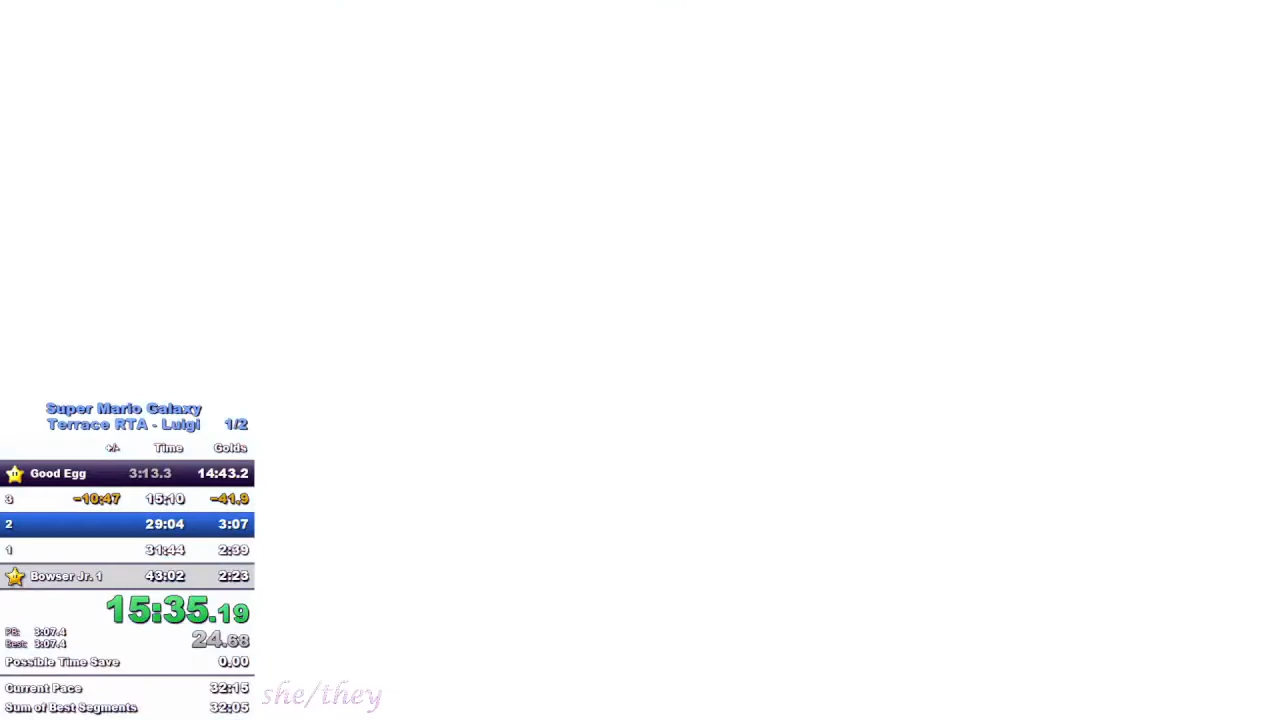 Super Mario Galaxy
Terrace RTA - Luigi 1/2
+/- Time Golds
Good Egg 3:13.3 14:43.2
3 -10:47 15:10 -41.9
2 29:04 3:07
1 31:44 2:39
Bowser Jr. 1 43:02 2:23
15:35.19
PB: 3:07.4
24.68
Best: 3:07.4
Possible Time Save 0.00
Current Pace 32:15
she/they
Sum of Best Segments 32:05